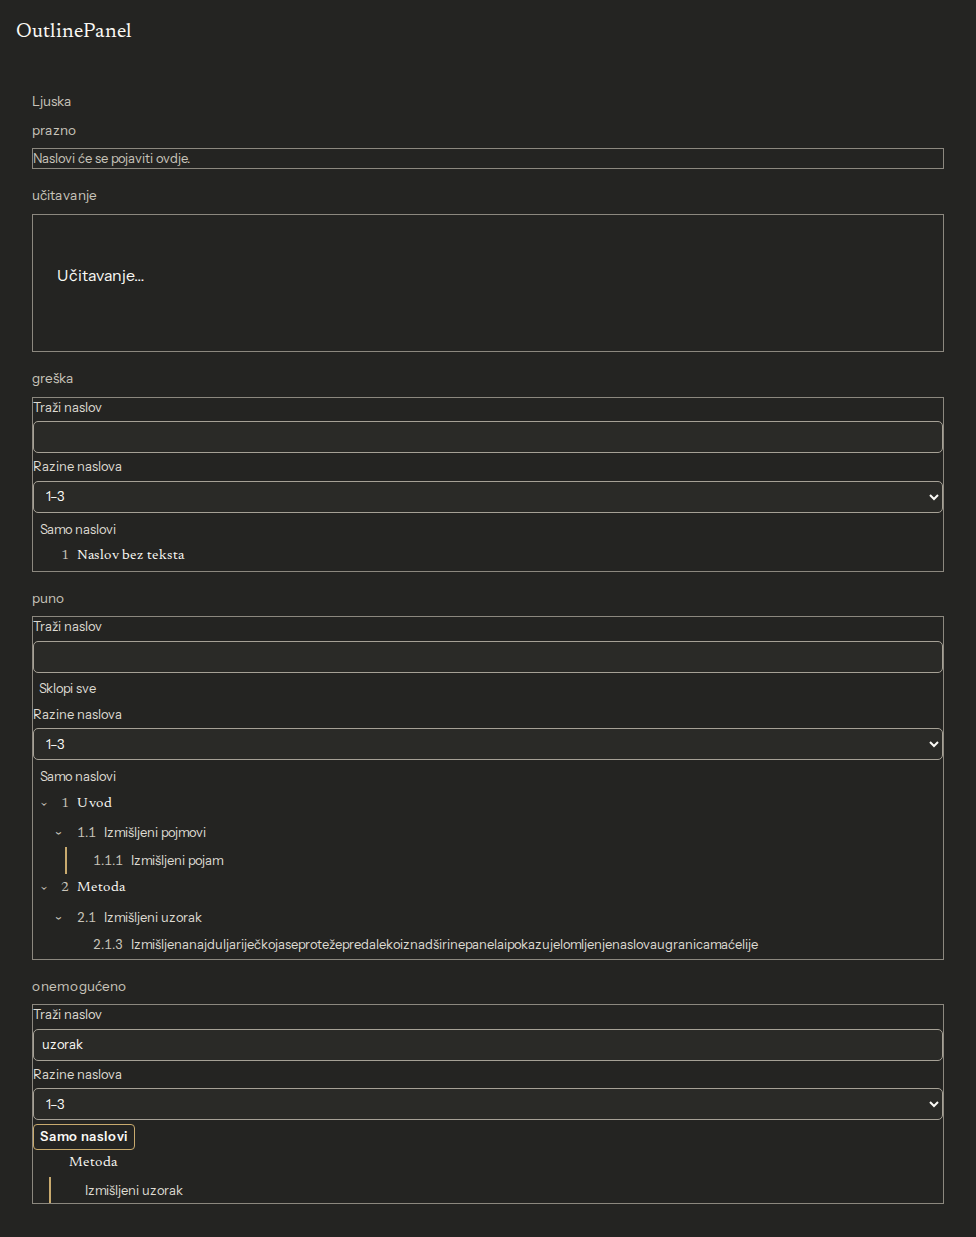 OutlinePanel
Ljuska
prazno
Naslovi će se pojaviti ovdje.
učitavanje
Učitavanje…
greška
Traži naslov
Razine naslova
1–3
Samo naslovi
1 Naslov bez teksta
puno
Traži naslov
Sklopi sve
Razine naslova
1–3
Samo naslovi
1 Uvod
1.1 Izmišljeni pojmovi
1.1.1 Izmišljeni pojam
2 Metoda
2.1 Izmišljeni uzorak
2.1.3 Izmišljenanajduljariječkojaseprotežepredalekoiznadširinepanelaipokazujelomljenjenaslovaugranicamaćelije
onemogućeno
Traži naslov
uzorak
Razine naslova
1–3
Samo naslovi
Metoda
Izmišljeni uzorak